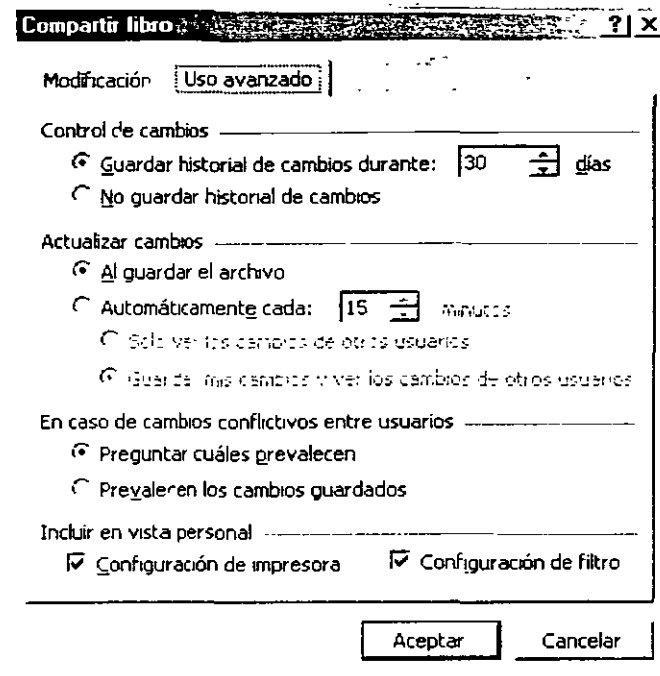 Compartir libro ? ×
Modificación Uso avanzado
Control de cambios
Guardar historial de cambios durante: 30 días
No guardar historial de cambios
Actualizar cambios
Al guardar el archivo
Automáticamente cada: 15 minutos
Solo ver los cambios de otros usuarios
Guardar mis cambios y ver los cambios de otros usuarios
En caso de cambios conflictivos entre usuarios
Preguntar cuáles prevalecen
Prevalecen los cambios guardados
Incluir en vista personal
Configuración de impresora Configuración de filtro
Aceptar Cancelar